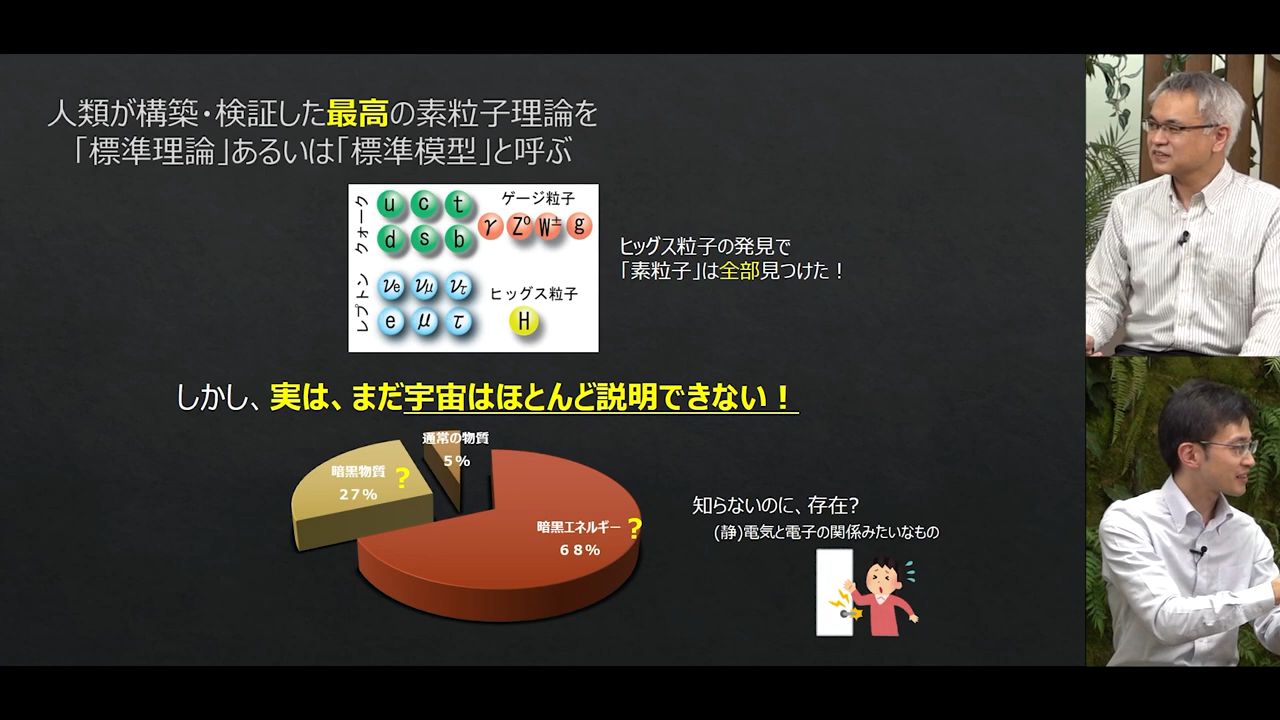 人類が構築・検証した最高の素粒子理論を
「標準理論」あるいは「標準模型」と呼ぶ
クォーク
u c t
d s b
ゲージ粒子
γ Z⁰ W± g
レプトン
νe νμ ντ
e μ τ
ヒッグス粒子
H
ヒッグス粒子の発見で
「素粒子」は全部見つけた！
しかし、実は、まだ宇宙はほとんど説明できない！
通常の物質
5%
暗黒物質 ?
27%
暗黒エネルギー ?
68%
知らないのに、存在?
(静)電気と電子の関係みたいなもの